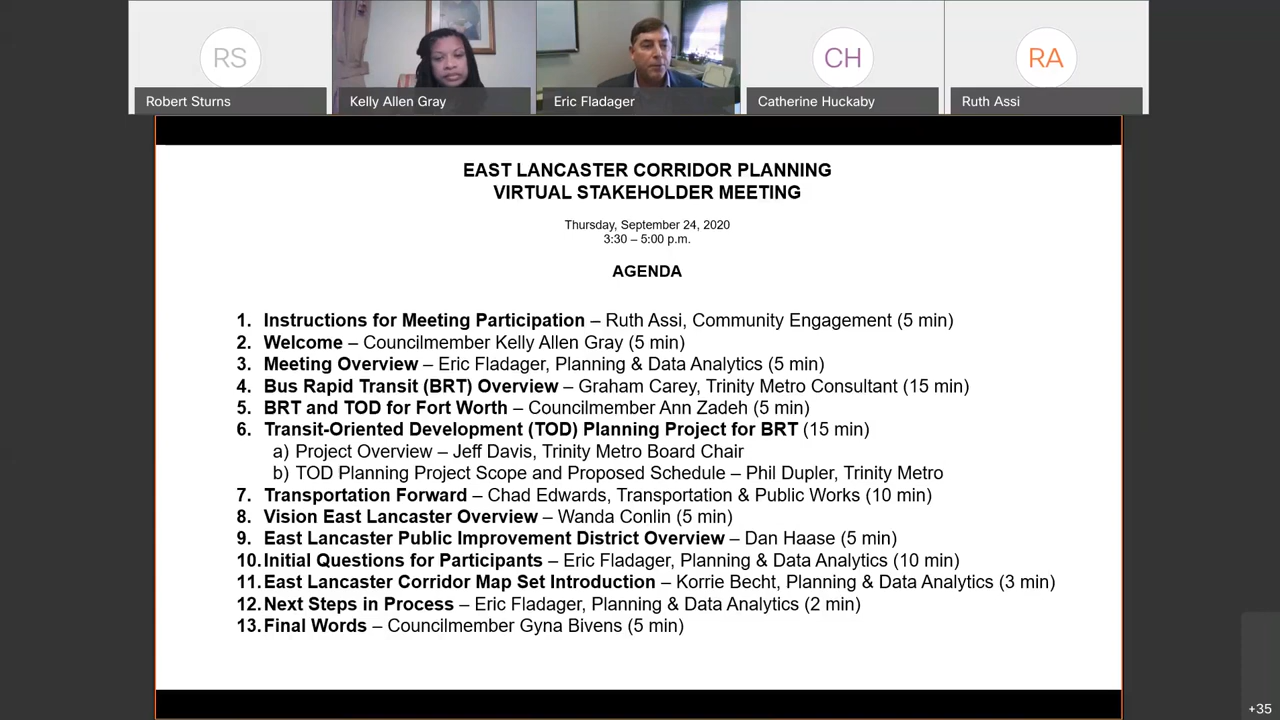 RS
CH
RA
Robert Sturns
Kelly Allen Gray
Eric Fladager
Catherine Huckaby
Ruth Assi
EAST LANCASTER CORRIDOR PLANNING
VIRTUAL STAKEHOLDER MEETING
Thursday, September 24, 2020
3:30 – 5:00 p.m.
AGENDA
1. Instructions for Meeting Participation – Ruth Assi, Community Engagement (5 min)
2. Welcome – Councilmember Kelly Allen Gray (5 min)
3. Meeting Overview – Eric Fladager, Planning & Data Analytics (5 min)
4. Bus Rapid Transit (BRT) Overview – Graham Carey, Trinity Metro Consultant (15 min)
5. BRT and TOD for Fort Worth – Councilmember Ann Zadeh (5 min)
6. Transit-Oriented Development (TOD) Planning Project for BRT (15 min)
a) Project Overview – Jeff Davis, Trinity Metro Board Chair
b) TOD Planning Project Scope and Proposed Schedule – Phil Dupler, Trinity Metro
7. Transportation Forward – Chad Edwards, Transportation & Public Works (10 min)
8. Vision East Lancaster Overview – Wanda Conlin (5 min)
9. East Lancaster Public Improvement District Overview – Dan Haase (5 min)
10. Initial Questions for Participants – Eric Fladager, Planning & Data Analytics (10 min)
11. East Lancaster Corridor Map Set Introduction – Korrie Becht, Planning & Data Analytics (3 min)
12. Next Steps in Process – Eric Fladager, Planning & Data Analytics (2 min)
13. Final Words – Councilmember Gyna Bivens (5 min)
+35